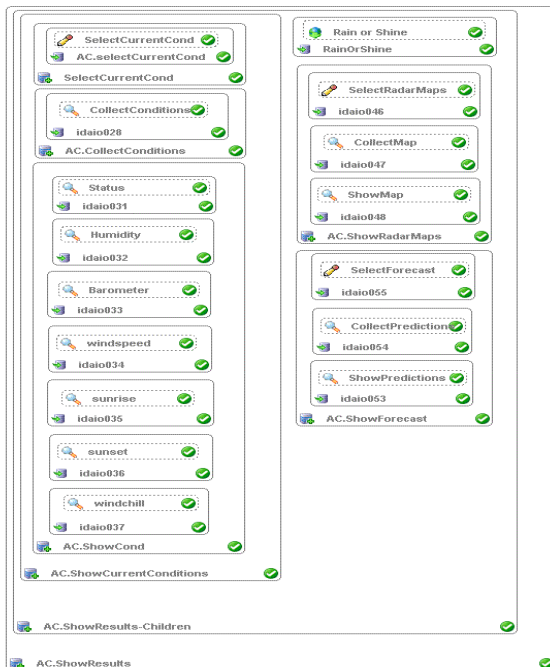 SelectCurrentCond
AC.selectCurrentCond
SelectCurrentCond
CollectConditions
idaio028
AC.CollectConditions
Status
idaio031
Humidity
idaio032
Barometer
idaio033
windspeed
idaio034
sunrise
idaio035
sunset
idaio036
windchill
idaio037
AC.ShowCond
AC.ShowCurrentConditions
Rain or Shine
RainOrShine
SelectRadarMaps
idaio046
CollectMap
idaio047
ShowMap
idaio048
AC.ShowRadarMaps
SelectForecast
idaio055
CollectPrediction
idaio054
ShowPredictions
idaio053
AC.ShowForecast
AC.ShowResults-Children
AC.ShowResults